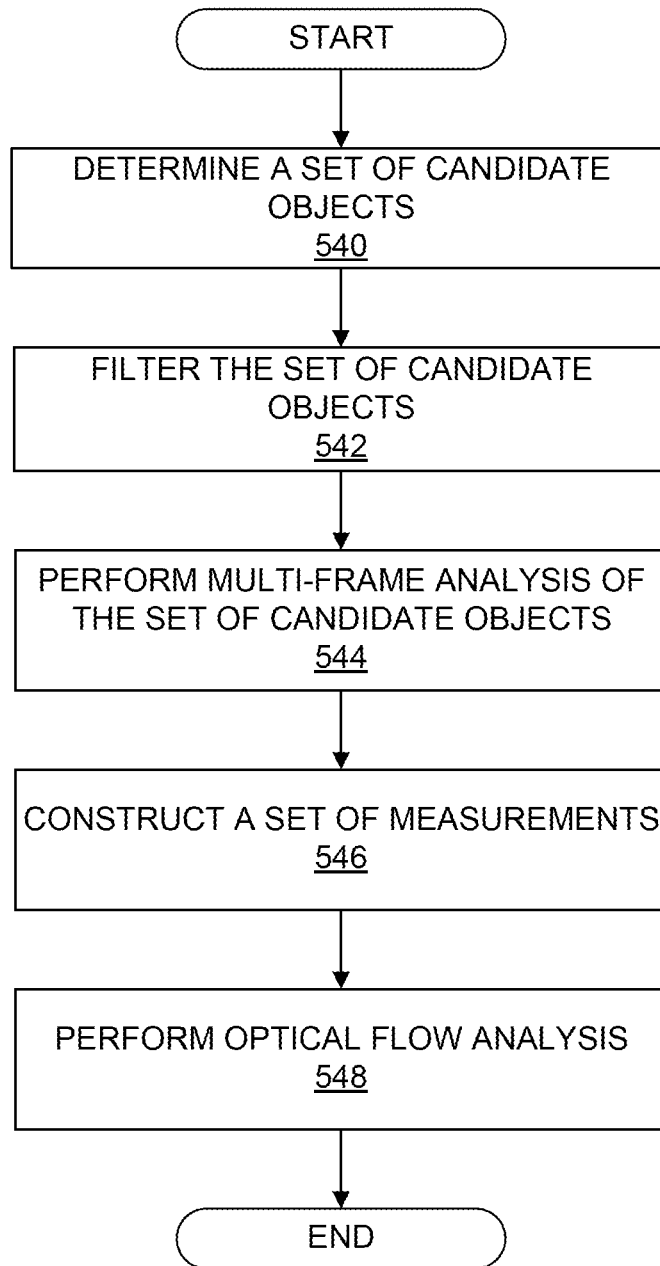 START
DETERMINE A SET OF CANDIDATE
OBJECTS
540
FILTER THE SET OF CANDIDATE
OBJECTS
542
PERFORM MULTI-FRAME ANALYSIS OF
THE SET OF CANDIDATE OBJECTS
544
CONSTRUCT A SET OF MEASUREMENTS
546
PERFORM OPTICAL FLOW ANALYSIS
548
END